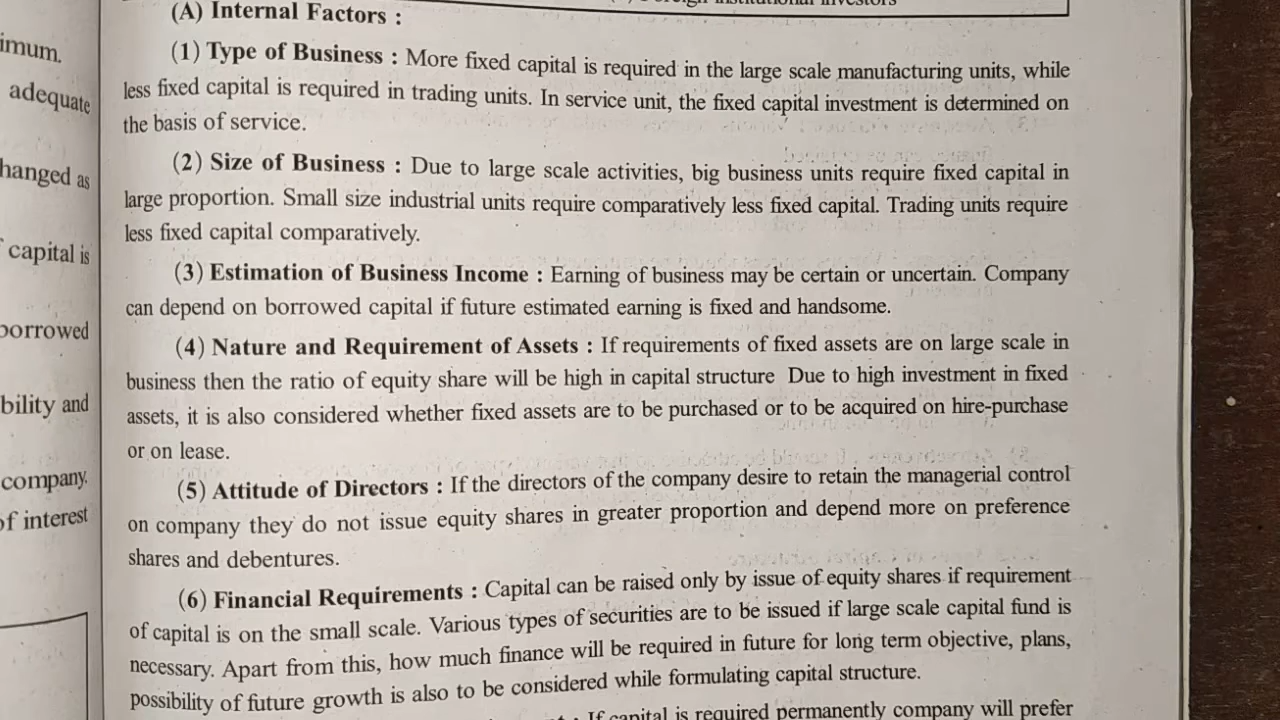 imum.
adequate
hanged as
capital is
borrowed
bility and
company.
of interest
(A) Internal Factors :
(1) Type of Business : More fixed capital is required in the large scale manufacturing units, while
less fixed capital is required in trading units. In service unit, the fixed capital investment is determined on
the basis of service.
(2) Size of Business : Due to large scale activities, big business units require fixed capital in
large proportion. Small size industrial units require comparatively less fixed capital. Trading units require
less fixed capital comparatively.
(3) Estimation of Business Income : Earning of business may be certain or uncertain. Company
can depend on borrowed capital if future estimated earning is fixed and handsome.
(4) Nature and Requirement of Assets : If requirements of fixed assets are on large scale in
business then the ratio of equity share will be high in capital structure Due to high investment in fixed
assets, it is also considered whether fixed assets are to be purchased or to be acquired on hire-purchase
or on lease.
(5) Attitude of Directors : If the directors of the company desire to retain the managerial control
on company they do not issue equity shares in greater proportion and depend more on preference
shares and debentures.
(6) Financial Requirements : Capital can be raised only by issue of equity shares if requirement
of capital is on the small scale. Various types of securities are to be issued if large scale capital fund is
necessary. Apart from this, how much finance will be required in future for long term objective, plans,
possibility of future growth is also to be considered while formulating capital structure.
: If capital is required permanently company will prefer